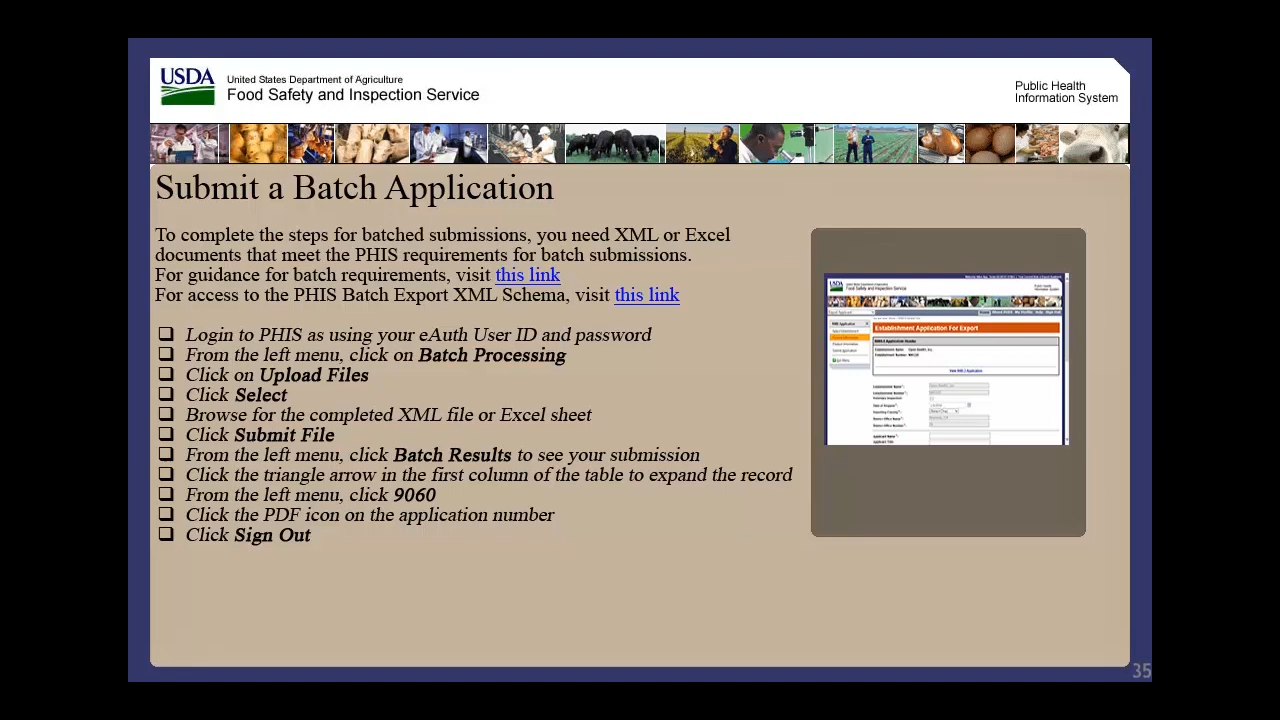 USDA
United States Department of Agriculture
Food Safety and Inspection Service
Public Health
Information System
Submit a Batch Application
To complete the steps for batched submissions, you need XML or Excel
documents that meet the PHIS requirements for batch submissions.
For guidance for batch requirements, visit this link
For access to the PHIS Batch Export XML Schema, visit this link
❑ Login to PHIS as using your eAuth User ID and password
❑ From the left menu, click on Batch Processing
❑ Click on Upload Files
❑ Click Select
❑ Browse for the completed XML file or Excel sheet
❑ Click Submit File
❑ From the left menu, click Batch Results to see your submission
❑ Click the triangle arrow in the first column of the table to expand the record
❑ From the left menu, click 9060
❑ Click the PDF icon on the application number
❑ Click Sign Out
USDA
Food Safety and Inspection Service
Establishment Application For Export
35